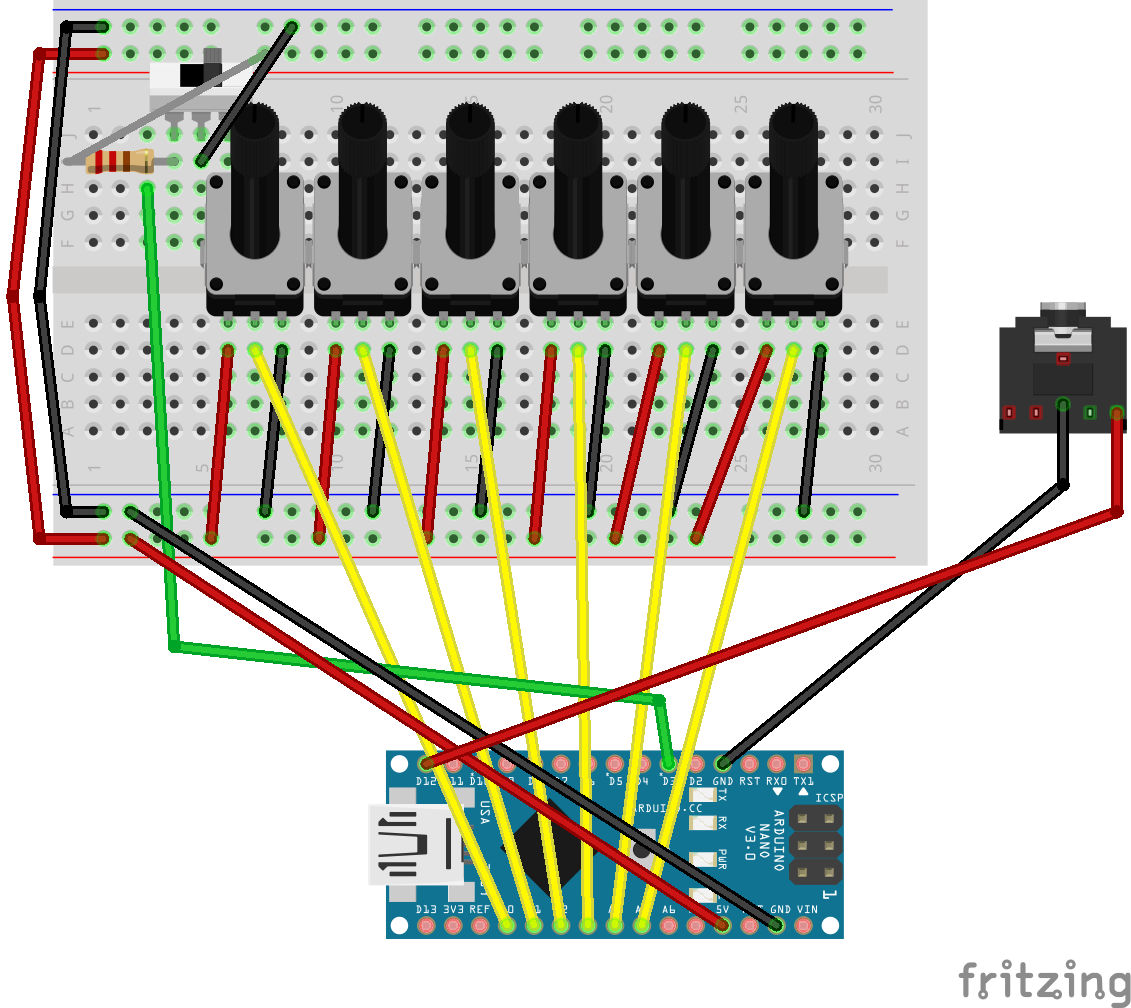 1 10 15 20 25 30
J J
I I
H H
G G
F F
E E
D D
C C
B B
A A
1 5 10 15 20 25 30
D12 D11 D5 D4 D3 D2 GND RST RX0 TX1
ICSP
ARDUINO.CC
TX
RX
PWR
USA
ARDUINO
NANO
V3.0
1
D13 3V3 REF A6 5V GND VIN
fritzing